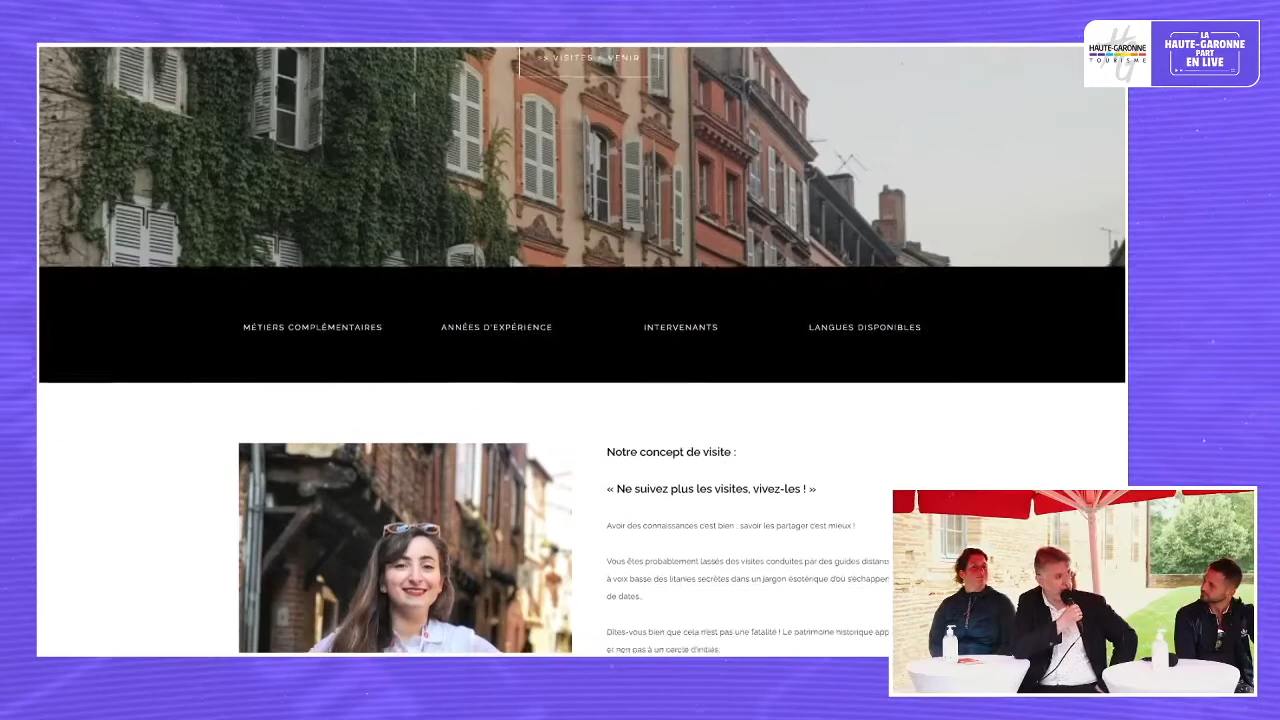 >> VISITES À VENIR
HAUTE-GARONNE
TOURISME
LA
HAUTE-GARONNE
PART
EN LIVE
MÉTIERS COMPLÉMENTAIRES
ANNÉES D'EXPÉRIENCE
INTERVENANTS
LANGUES DISPONIBLES
Notre concept de visite :
« Ne suivez plus les visites, vivez-les ! »
Avoir des connaissances c'est bien : savoir les partager c'est mieux !
Vous êtes probablement lassés des visites conduites par des guides distants
à voix basse des litanies secrètes dans un jargon ésotérique d'où s'échappen
de dates...
Dîtes-vous bien que cela n'est pas une fatalité ! Le patrimoine historique app
et non pas à un cercle d'initiés.